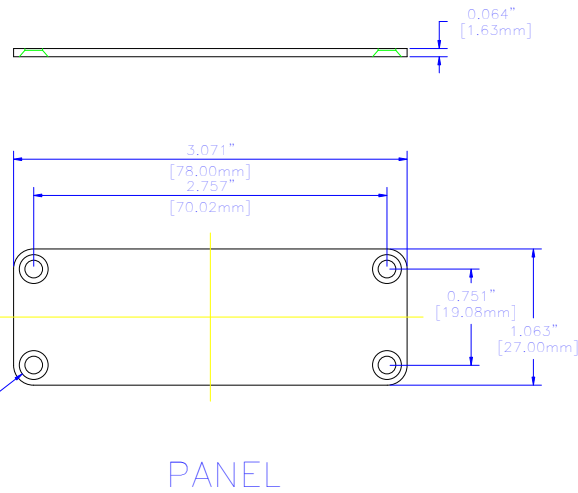 0.064"
[1.63mm]
3.071"
[78.00mm]
2.757"
[70.02mm]
0.751"
[19.08mm]
1.063"
[27.00mm]
PANEL